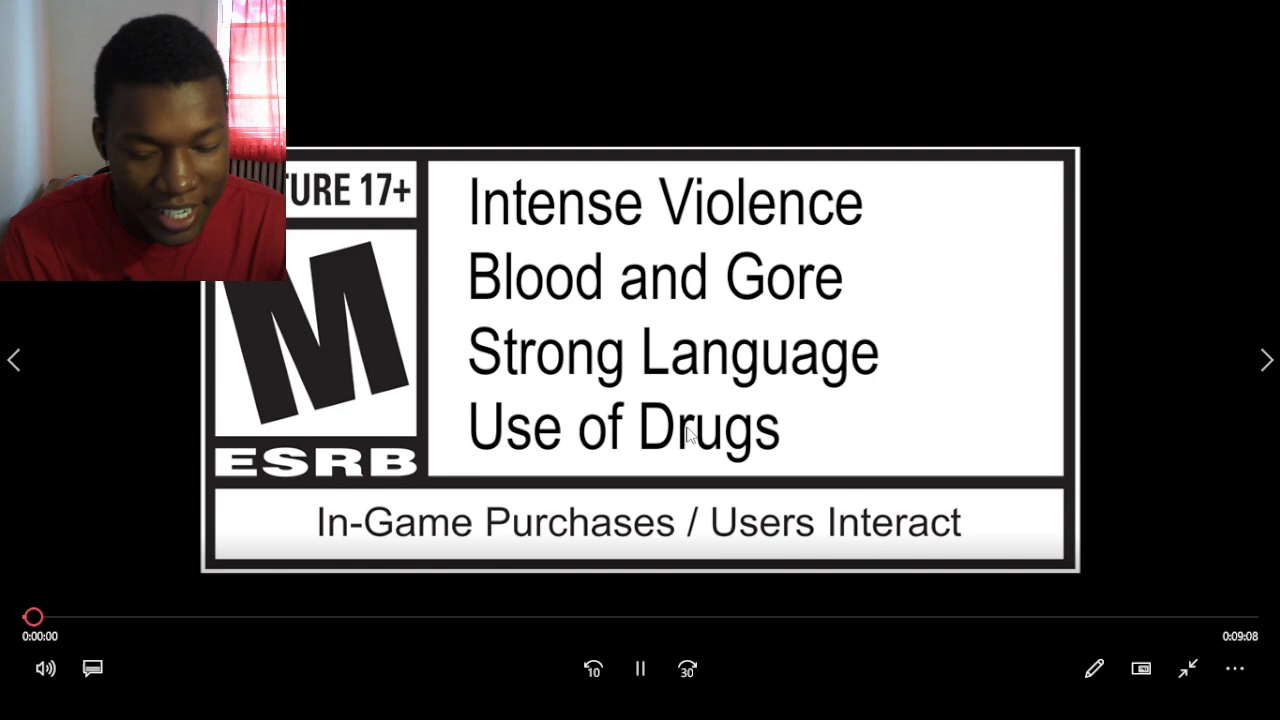 TURE 17+
M
ESRB
Intense Violence
Blood and Gore
Strong Language
Use of Drugs
In-Game Purchases / Users Interact
0:00:00
0:09:08
10
30